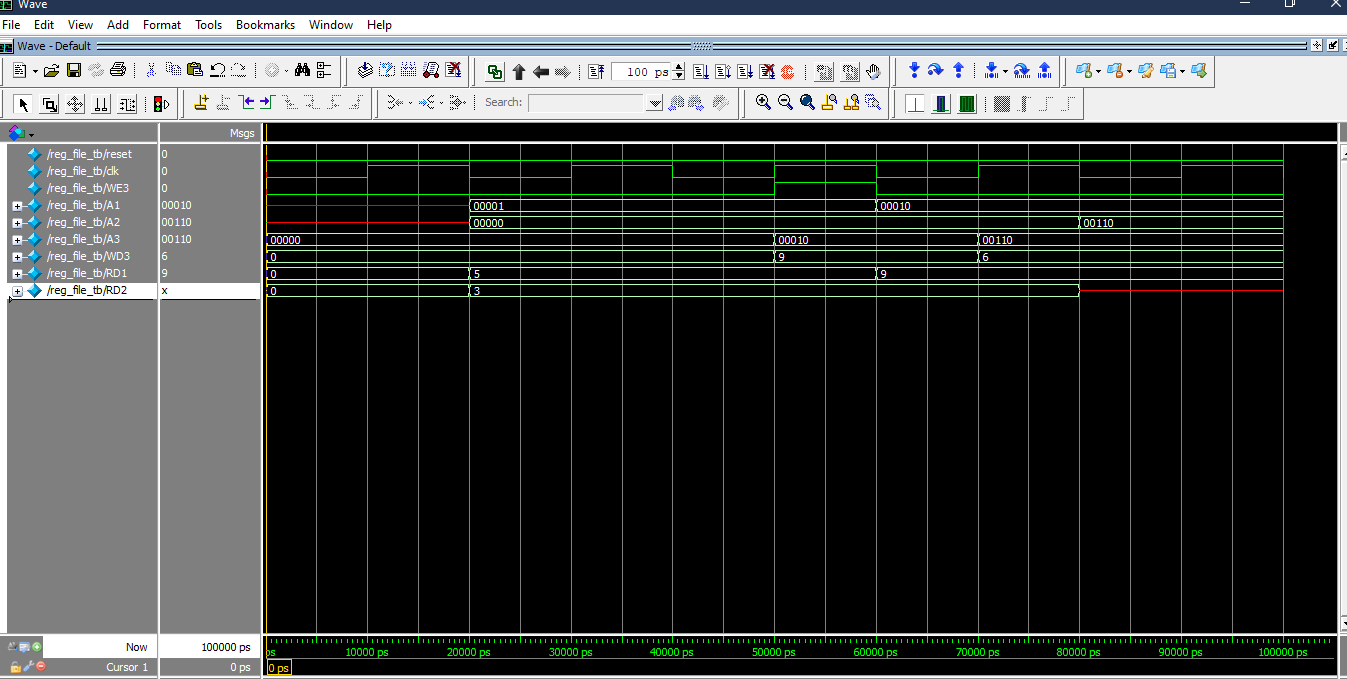 Wave
File Edit View Add Format Tools Bookmarks Window Help
Wave - Default
100 ps
Search:
Msgs
/reg_file_tb/reset 0
/reg_file_tb/clk 0
/reg_file_tb/WE3 0
/reg_file_tb/A1 00010 00001 00010
/reg_file_tb/A2 00110 00000 00110
/reg_file_tb/A3 00110 00000 00010 00110
/reg_file_tb/WD3 6 0 9 6
/reg_file_tb/RD1 9 0 5 9
/reg_file_tb/RD2 x 0 3
Now 100000 ps ps 10000 ps 20000 ps 30000 ps 40000 ps 50000 ps 60000 ps 70000 ps 80000 ps 90000 ps 100000 ps
Cursor 1 0 ps 0 ps